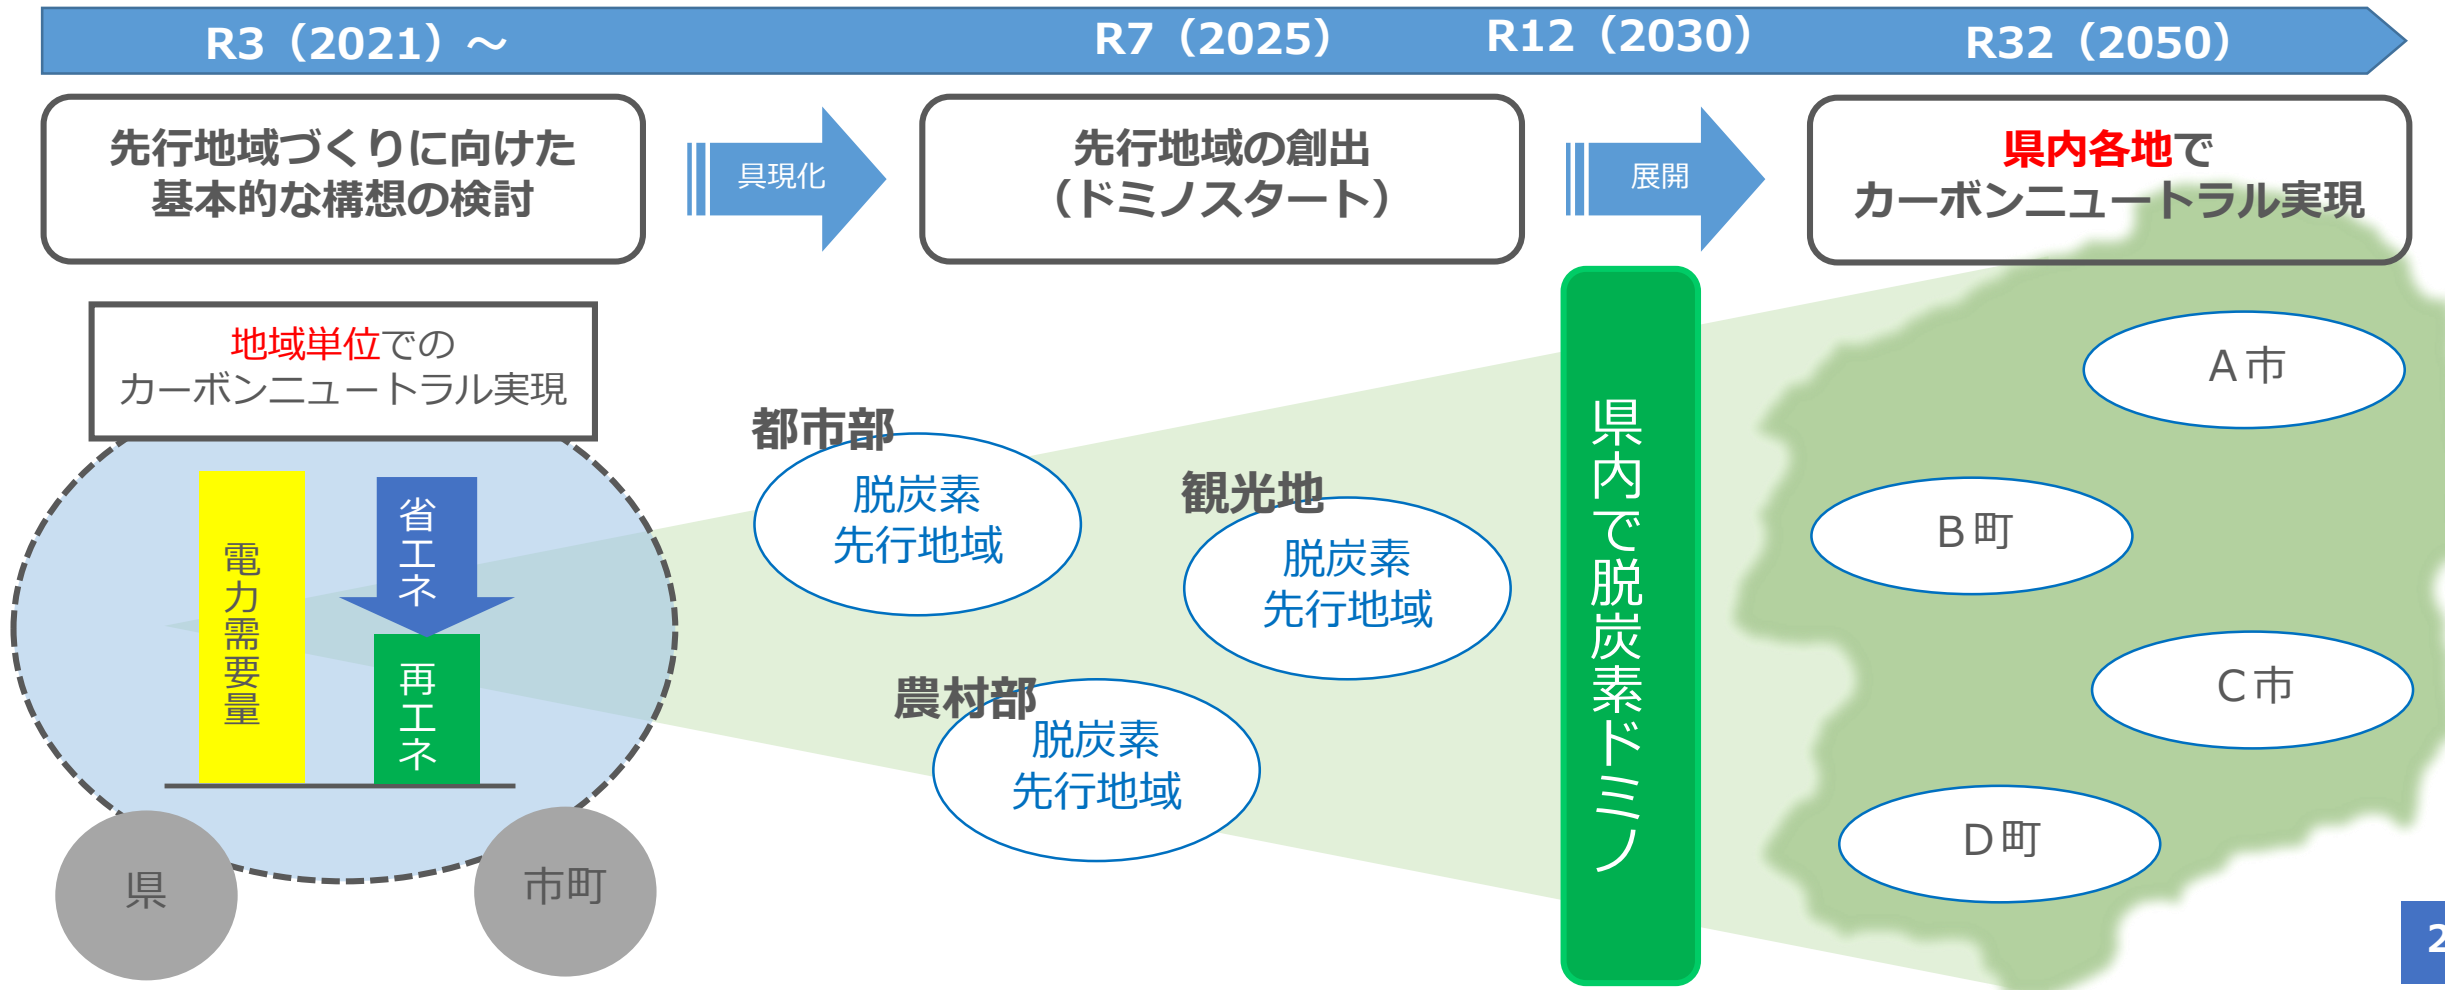 R3（2021）～
R7（2025）
R12（2030）
R32（2050）
先行地域づくりに向けた
基本的な構想の検討
具現化
先行地域の創出
（ドミノスタート）
展開
県内各地で
カーボンニュートラル実現
地域単位での
カーボンニュートラル実現
電力需要量
省エネ
再エネ
県
市町
都市部
脱炭素
先行地域
観光地
脱炭素
先行地域
農村部
脱炭素
先行地域
県内で脱炭素ドミノ
Ａ市
Ｂ町
Ｃ市
Ｄ町
2